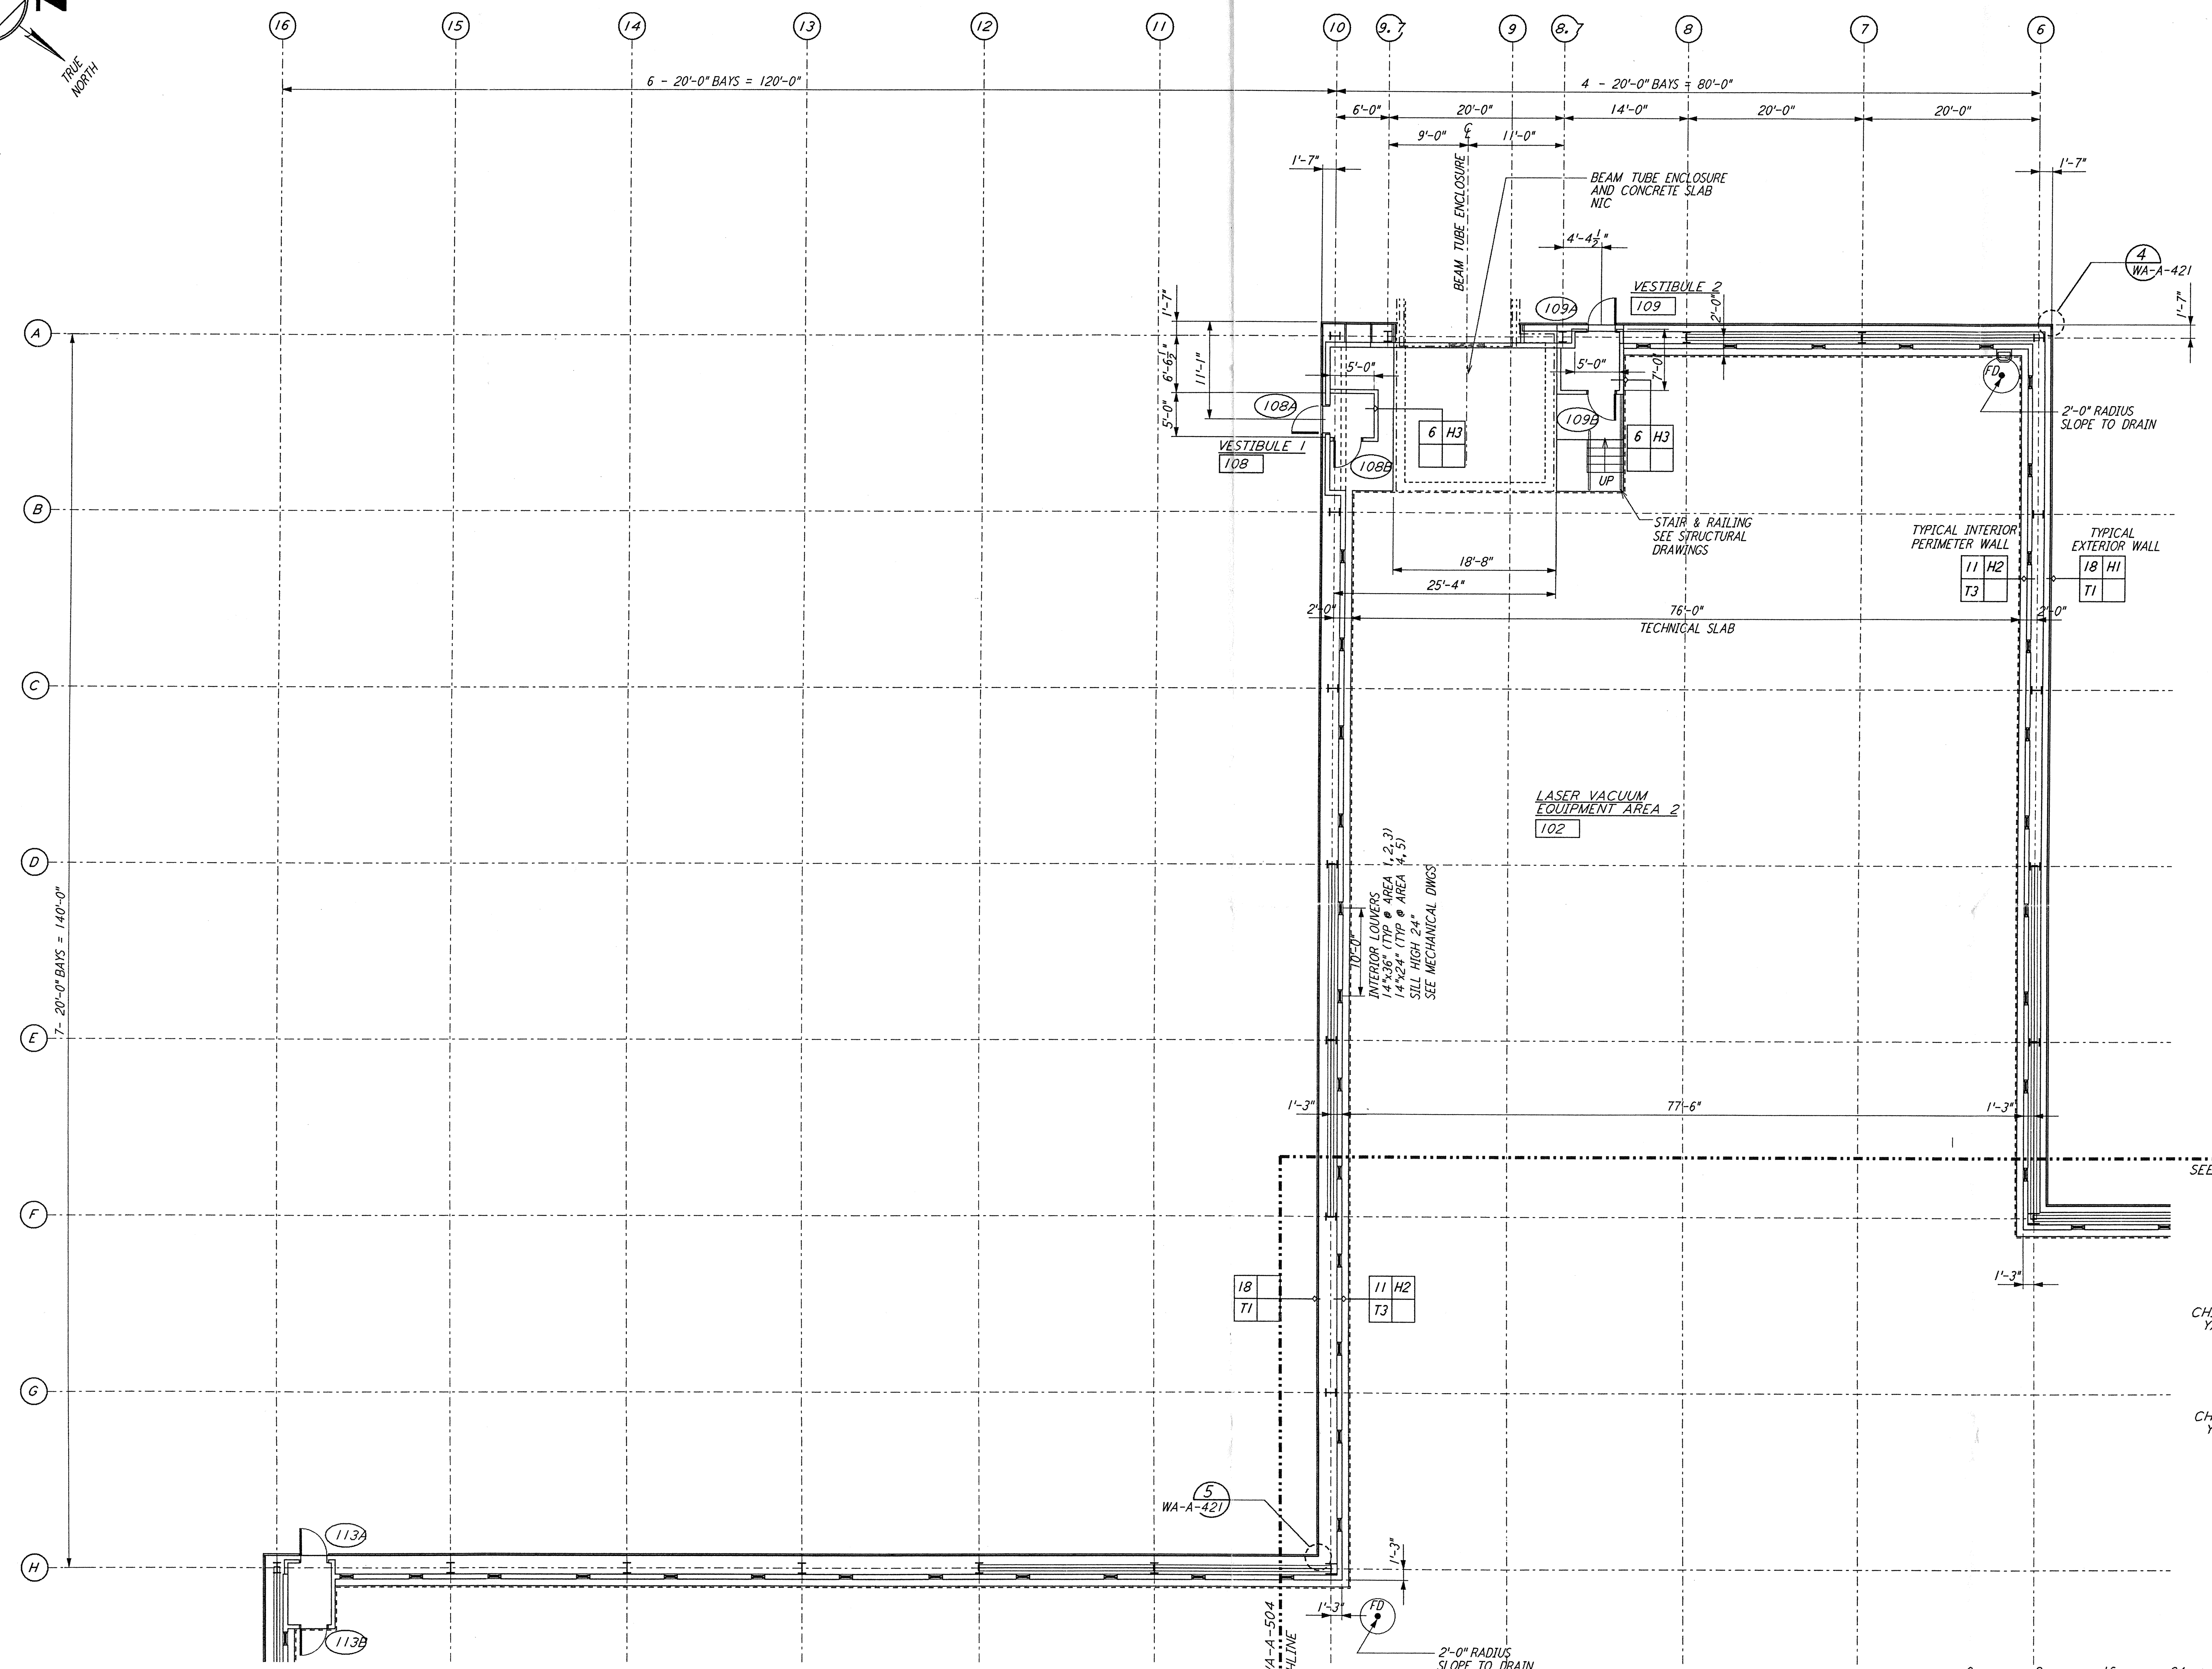 TRUE
NORTH
16
15
14
13
12
11
10
9.7
9
8.7
8
7
6
6 - 20'-0" BAYS = 120'-0"
4 - 20'-0" BAYS = 80'-0"
6'-0"
20'-0"
14'-0"
20'-0"
20'-0"
9'-0"
11'-0"
1'-7"
1'-7"
BEAM TUBE ENCLOSURE
BEAM TUBE ENCLOSURE
AND CONCRETE SLAB
NIC
4'-4½"
4
WA-A-421
VESTIBULE 2
109
109A
2'-0"
1'-7"
1'-7"
A
6'-6½"
11'-1"
5'-0"
5'-0"
5'-0"
7'-0"
FD
2'-0" RADIUS
SLOPE TO DRAIN
108A
109B
6 H3
6 H3
VESTIBULE 1
108
108B
UP
B
STAIR & RAILING
SEE STRUCTURAL
DRAWINGS
TYPICAL INTERIOR
PERIMETER WALL
TYPICAL
EXTERIOR WALL
11 H2
T3
18 H1
T1
18'-8"
25'-4"
2'-0"
76'-0"
2'-0"
TECHNICAL SLAB
C
LASER VACUUM
EQUIPMENT AREA 2
102
D
7- 20'-0" BAYS = 140'-0"
10'-0"
INTERIOR LOUVERS
14"x36" (TYP @ AREA 1,2,3)
14"x24" (TYP @ AREA 4,5)
SILL HIGH 24"
SEE MECHANICAL DWGS
E
1'-3"
77'-6"
1'-3"
SEE
F
1'-3"
18
T1
11 H2
T3
G
5
WA-A-421
113A
1'-3"
H
1'-3"
FD
113B
2'-0" RADIUS
SLOPE TO DRAIN